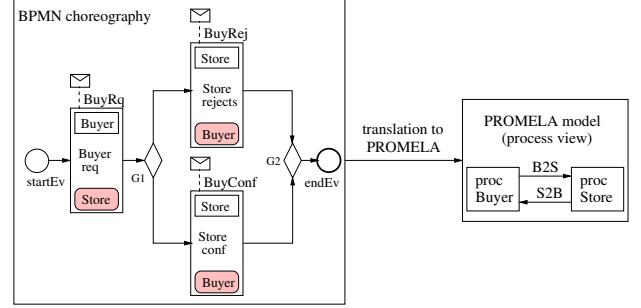 BPMN choreography
BuyRej
Store
Store
rejects
Buyer
BuyRq
Buyer
Buyer
req
Store
startEv
G1
BuyConf
Store
Store
conf
Buyer
G2
endEv
translation to
PROMELA
PROMELA model
(process view)
proc
Buyer
B2S
S2B
proc
Store